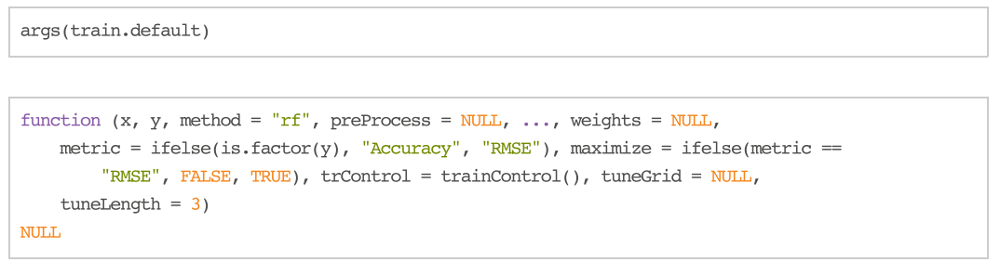 args(train.default)
function (x, y, method = "rf", preProcess = NULL, ..., weights = NULL,
    metric = ifelse(is.factor(y), "Accuracy", "RMSE"), maximize = ifelse(metric ==
        "RMSE", FALSE, TRUE), trControl = trainControl(), tuneGrid = NULL,
    tuneLength = 3)
NULL